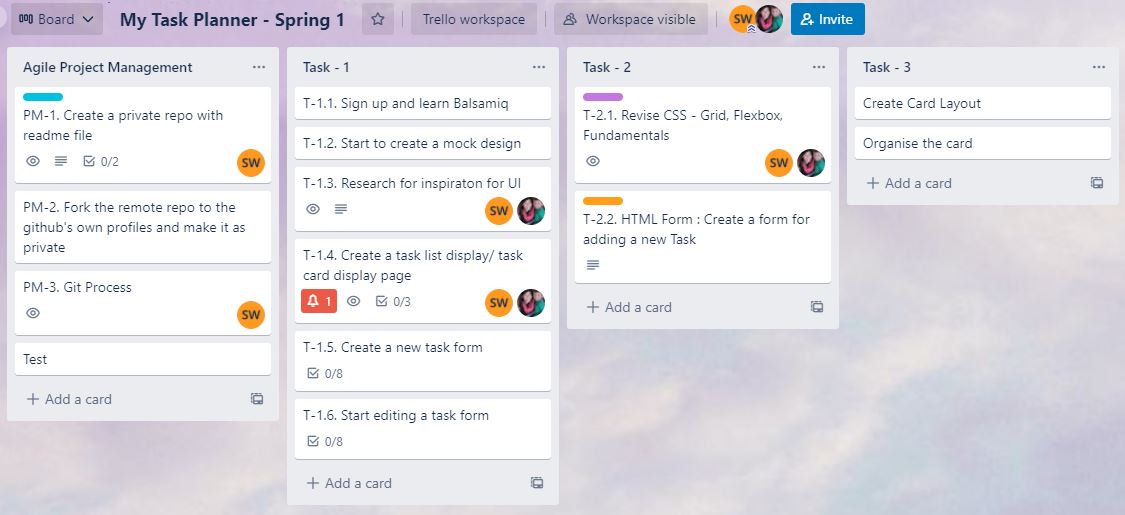 Board
My Task Planner - Spring 1
Trello workspace
Workspace visible
SW
Invite
Agile Project Management
PM-1. Create a private repo with
readme file
0/2
SW
PM-2. Fork the remote repo to the
github's own profiles and make it as
private
PM-3. Git Process
SW
Test
+ Add a card
Task - 1
T-1.1. Sign up and learn Balsamiq
T-1.2. Start to create a mock design
T-1.3. Research for inspiraton for UI
SW
T-1.4. Create a task list display/ task
card display page
1
0/3
SW
T-1.5. Create a new task form
0/8
T-1.6. Start editing a task form
0/8
+ Add a card
Task - 2
T-2.1. Revise CSS - Grid, Flexbox,
Fundamentals
SW
T-2.2. HTML Form : Create a form for
adding a new Task
+ Add a card
Task - 3
Create Card Layout
Organise the card
+ Add a card